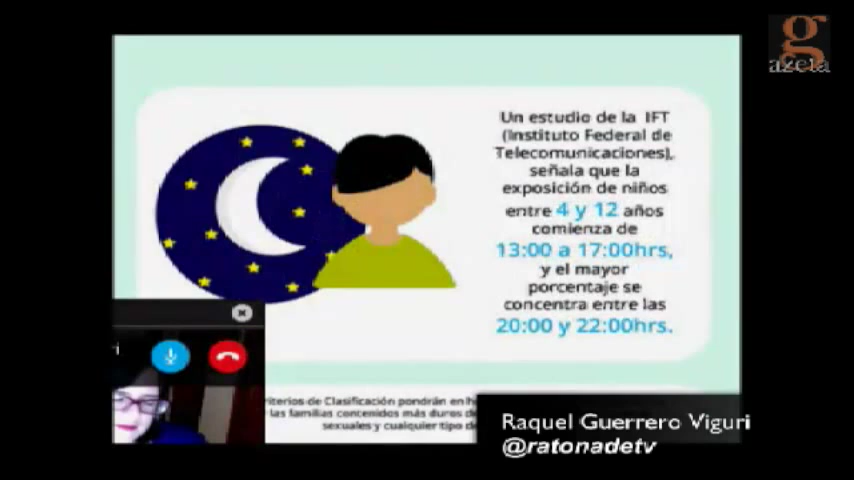 g
azeta
Un estudio de la IFT
(Instituto Federal de
Telecomunicaciones),
señala que la
exposición de niños
entre 4 y 12 años
comienza de
13:00 a 17:00hrs,
y el mayor
porcentaje se
concentra entre las
20:00 y 22:00hrs.
riterios de Clasificación pondrán en h
las familias contenidos más duros de
sexuales y cualquier tipo de
Raquel Guerrero Viguri
@ratonadetv